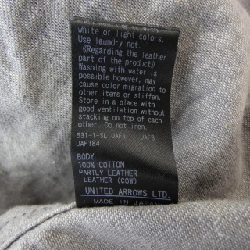 white or light colors.
Use laundry net.
(Regarding the leather
part of the product)
Washing with water is
possible however, may
cause color migration to
other items or stiffen.
Store in a place with
good ventilation without
stacking on top of each
other. Do not iron.
BODY
100% COTTON
PARTLY LEATHER
LEATHER (COW)
UNITED ARROWS LTD.
MADE IN